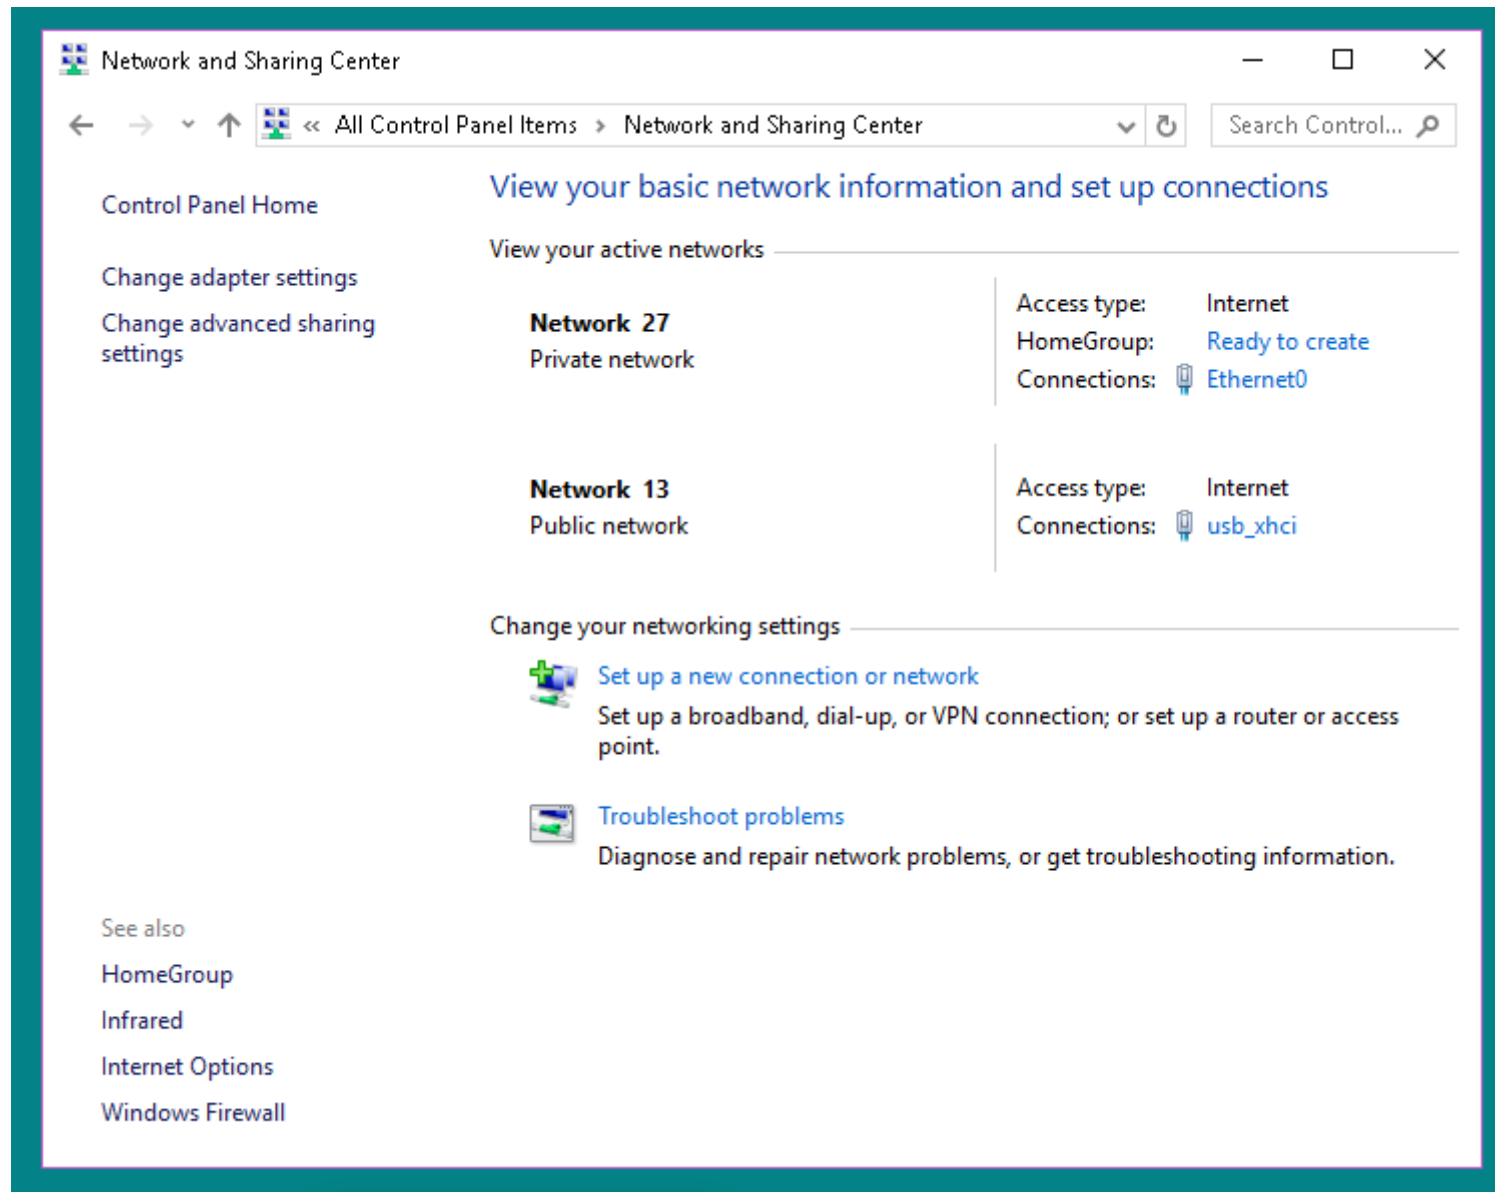 Network and Sharing Center
« All Control Panel Items > Network and Sharing Center
Search Control...
Control Panel Home
Change adapter settings
Change advanced sharing
settings
View your basic network information and set up connections
View your active networks
Network 27
Private network
Access type: Internet
HomeGroup: Ready to create
Connections: Ethernet0
Network 13
Public network
Access type: Internet
Connections: usb_xhci
Change your networking settings
Set up a new connection or network
Set up a broadband, dial-up, or VPN connection; or set up a router or access
point.
Troubleshoot problems
Diagnose and repair network problems, or get troubleshooting information.
See also
HomeGroup
Infrared
Internet Options
Windows Firewall